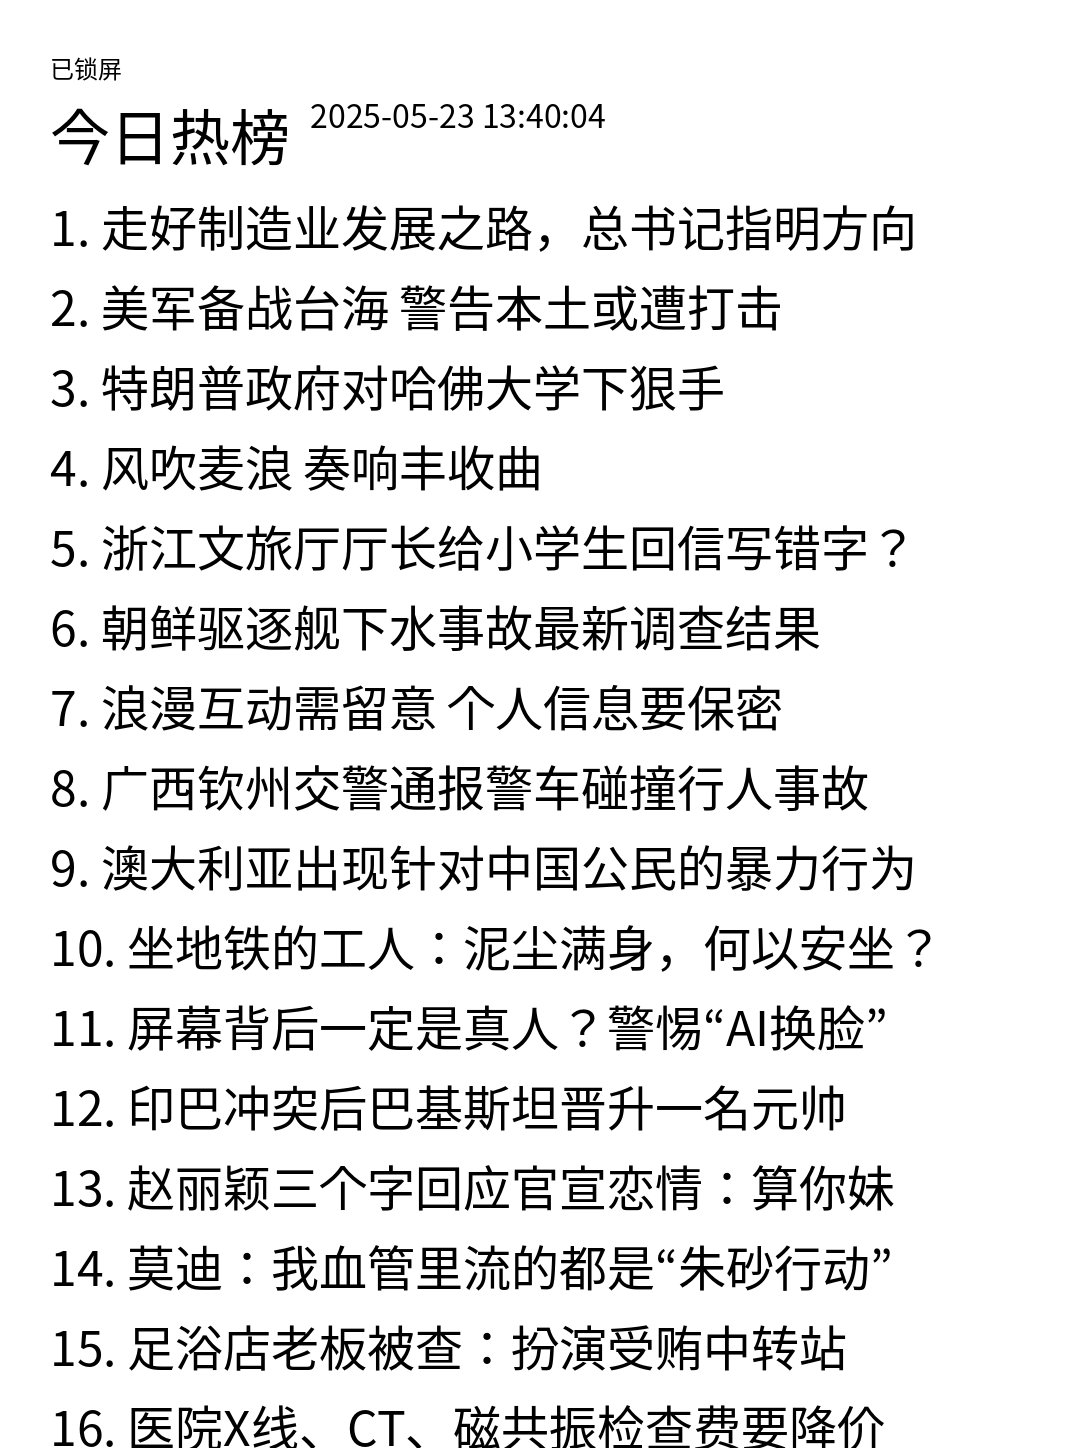 已锁屏
今日热榜 2025-05-23 13:40:04
1. 走好制造业发展之路，总书记指明方向
2. 美军备战台海 警告本土或遭打击
3. 特朗普政府对哈佛大学下狠手
4. 风吹麦浪 奏响丰收曲
5. 浙江文旅厅厅长给小学生回信写错字？
6. 朝鲜驱逐舰下水事故最新调查结果
7. 浪漫互动需留意 个人信息要保密
8. 广西钦州交警通报警车碰撞行人事故
9. 澳大利亚出现针对中国公民的暴力行为
10. 坐地铁的工人：泥尘满身，何以安坐？
11. 屏幕背后一定是真人？警惕“AI换脸”
12. 印巴冲突后巴基斯坦晋升一名元帅
13. 赵丽颖三个字回应官宣恋情：算你妹
14. 莫迪：我血管里流的都是“朱砂行动”
15. 足浴店老板被查：扮演受贿中转站
16. 医院X线、CT、磁共振检查费要降价